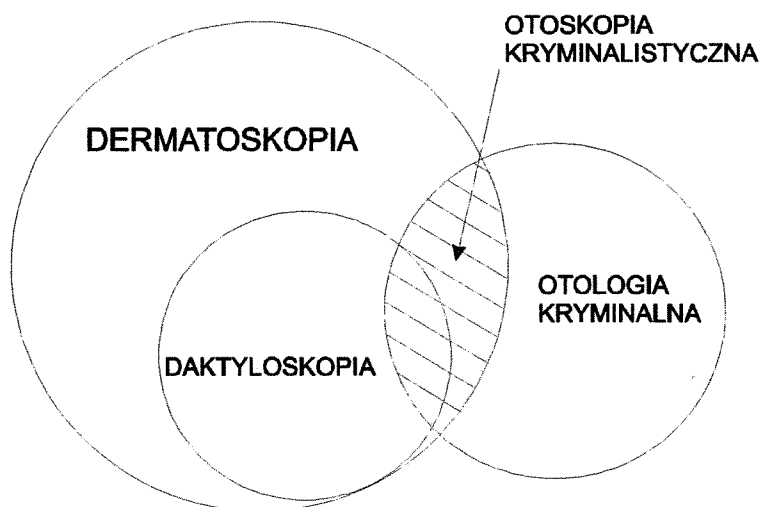 OTOSKOPIA
KRYMINALISTYCZNA
DERMATOSKOPIA
OTOLOGIA
KRYMINALNA
DAKTYLOSKOPIA